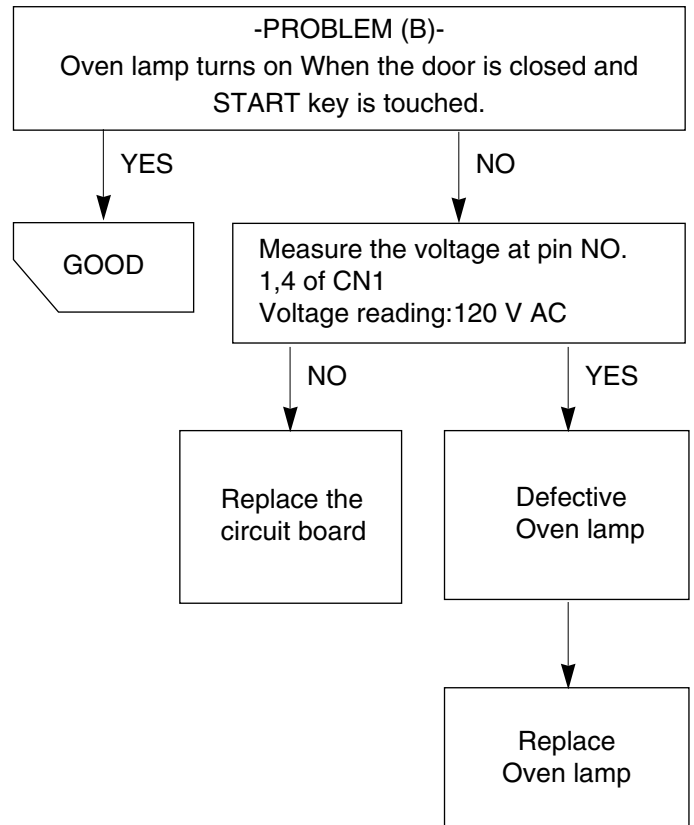 -PROBLEM (B)-
Oven lamp turns on When the door is closed and
START key is touched.
YES
NO
GOOD
Measure the voltage at pin NO.
1,4 of CN1
Voltage reading:120 V AC
NO
YES
Replace the
circuit board
Defective
Oven lamp
Replace
Oven lamp